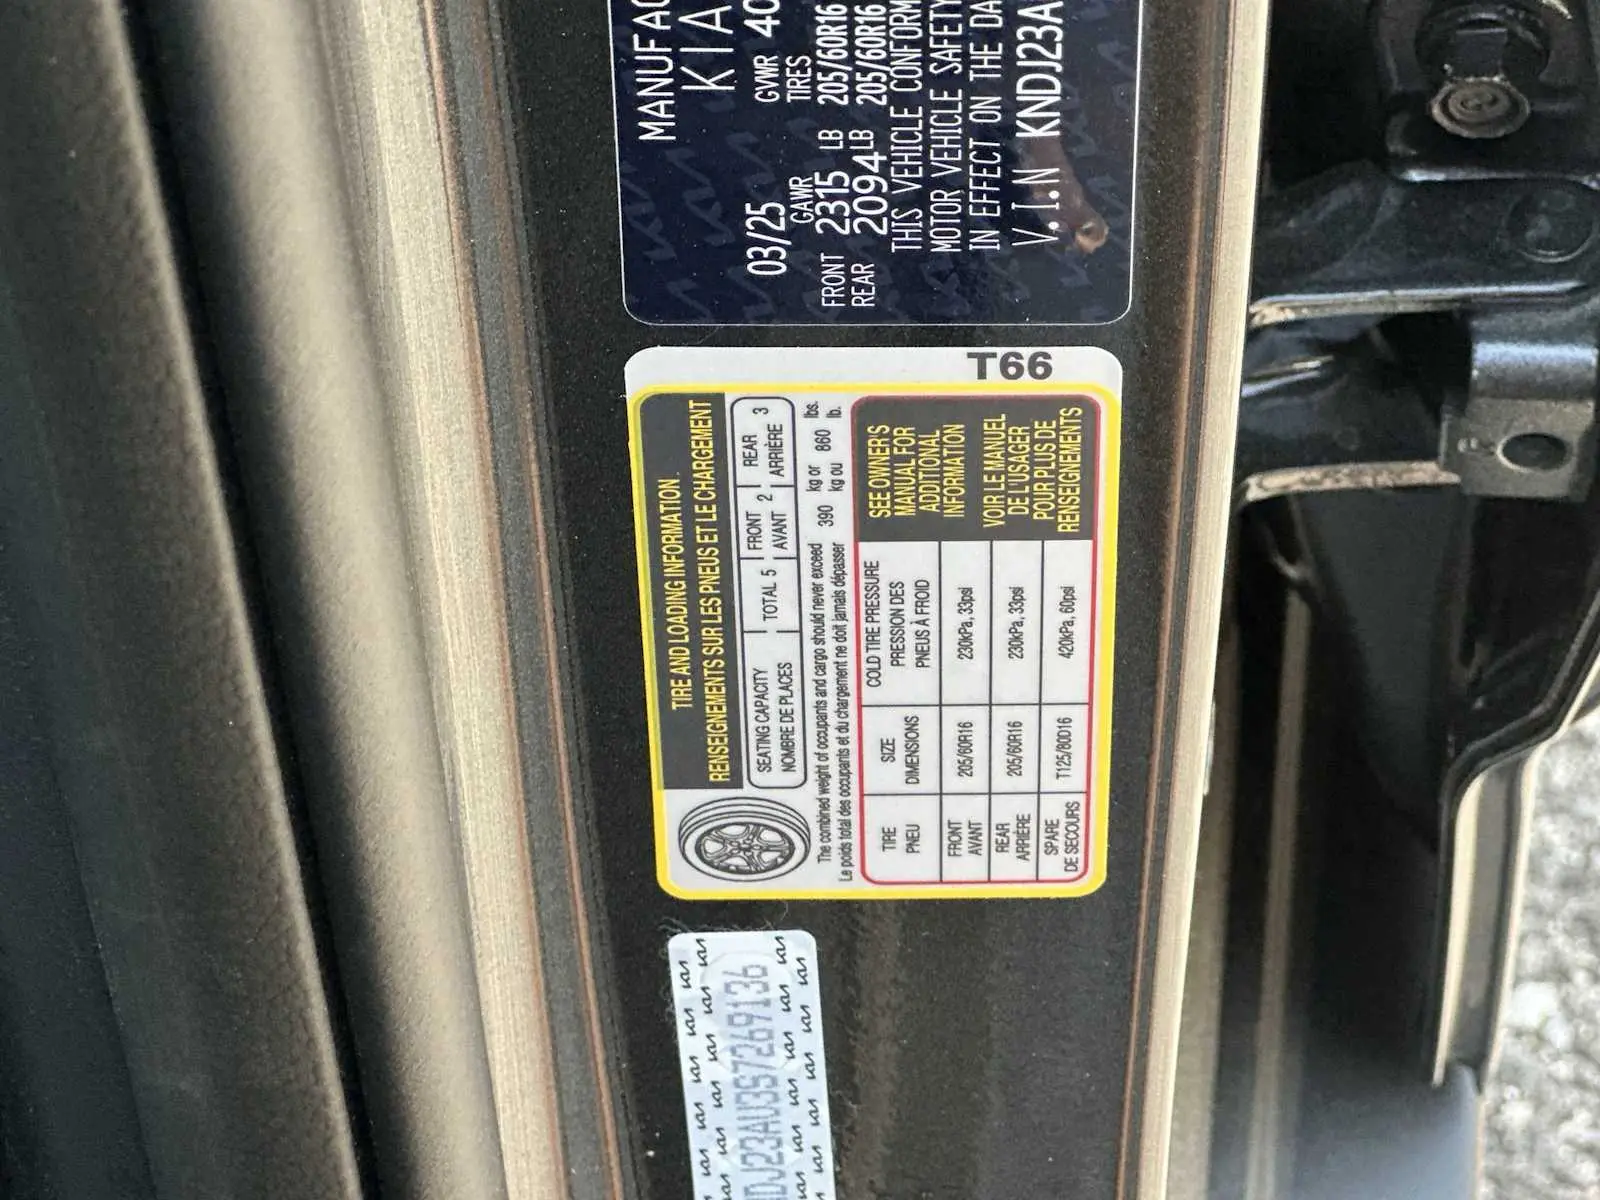 MANUFAC
KIA
03/25 GVWR 40
GAWR TIRES
FRONT 2315 LB 205/60R16
REAR 2094 LB 205/60R16
THIS VEHICLE CONFORM
MOTOR VEHICLE SAFETY
IN EFFECT ON THE DA
V.I.N KNDJ23A
T66
TIRE AND LOADING INFORMATION
RENSEIGNEMENTS SUR LES PNEUS ET LE CHARGEMENT
SEATING CAPACITY TOTAL 5 FRONT 2 REAR 3
NOMBRE DE PLACES AVANT ARRIÈRE
The combined weight of occupants and cargo should never exceed 390 kg or 860 lbs.
Le poids total des occupants et du chargement ne doit jamais dépasser kg ou lb.
TIRE SIZE COLD TIRE PRESSURE
PNEU DIMENSIONS PRESSION DES
PNEUS À FROID
FRONT 205/60R16 230kPa, 33psi
AVANT
REAR 205/60R16 230kPa, 33psi
ARRIÈRE
SPARE T125/80D16 420kPa, 60psi
DE SECOURS
SEE OWNER'S
MANUAL FOR
ADDITIONAL
INFORMATION
VOIR LE MANUEL
DE L'USAGER
POUR PLUS DE
RENSEIGNEMENTS
NDJ23AU3S7269136